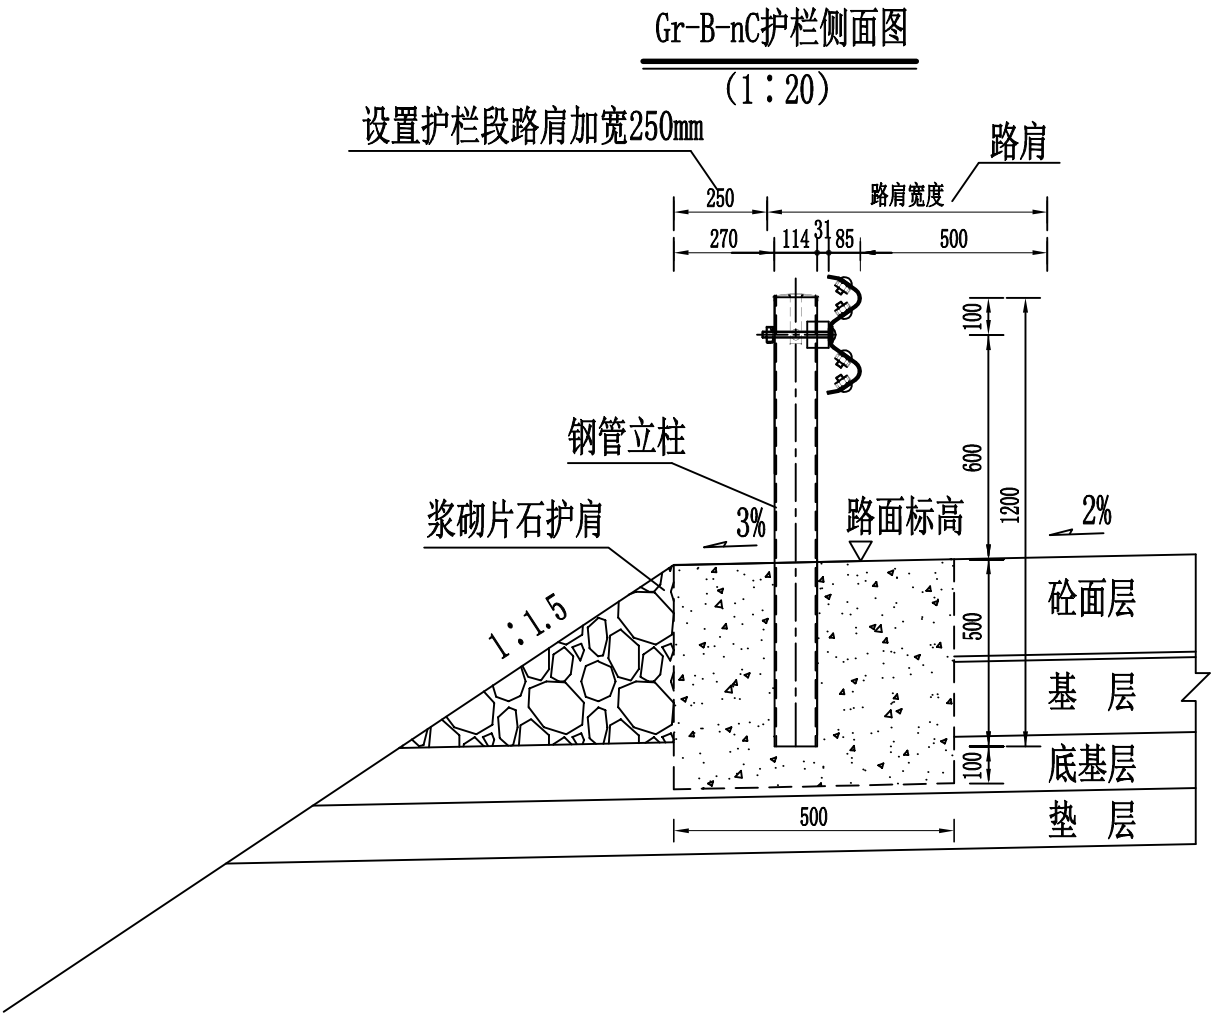 Gr-B-nC护栏侧面图
(1:20)
设置护栏段路肩加宽250mm
路肩
250
路肩宽度
270
114
31
85
500
100
600
1200
钢管立柱
浆砌片石护肩
3%
路面标高
2%
1:1.5
500
砼面层
基 层
底基层
100
垫 层
500